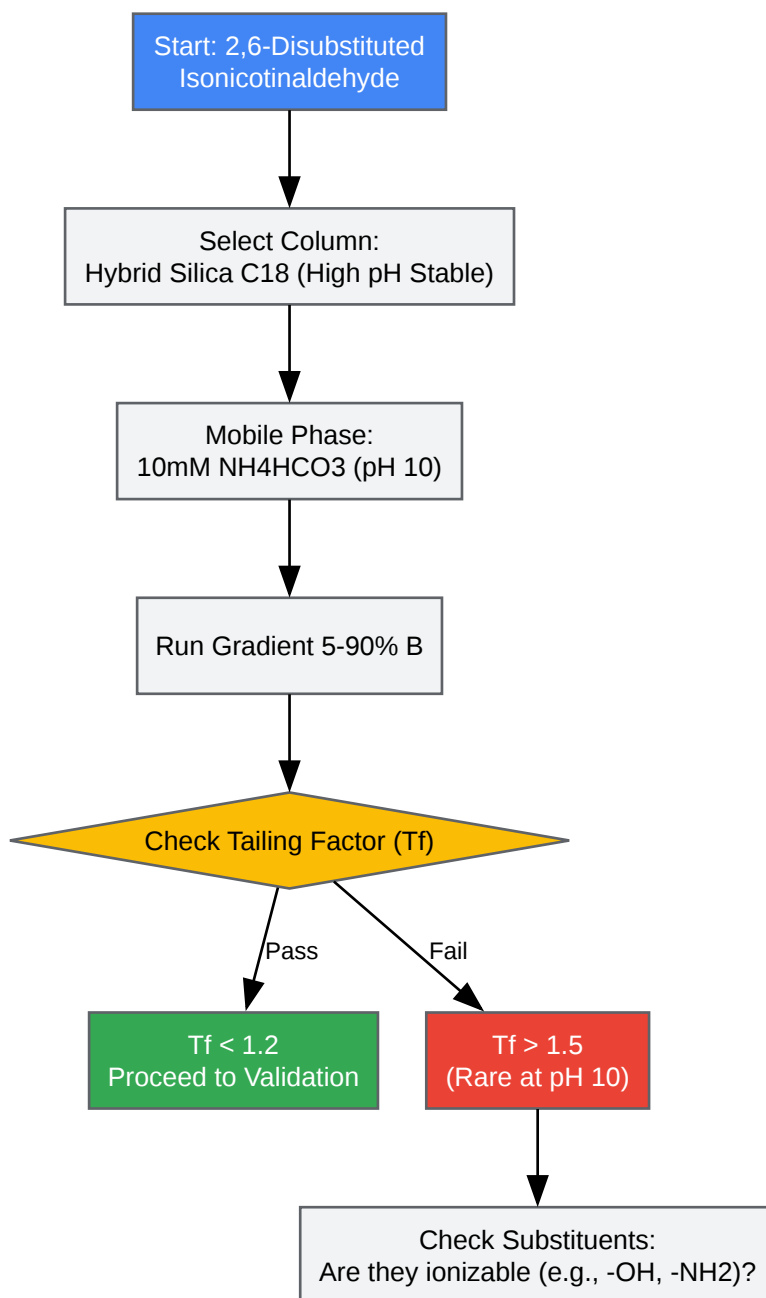 Start: 2,6-Disubstituted
Isonicotinaldehyde
Select Column:
Hybrid Silica C18 (High pH Stable)
Mobile Phase:
10mM NH4HCO3 (pH 10)
Run Gradient 5-90% B
Check Tailing Factor (Tf)
Pass
Fail
Tf < 1.2
Proceed to Validation
Tf > 1.5
(Rare at pH 10)
Check Substituents:
Are they ionizable (e.g., -OH, -NH2)?